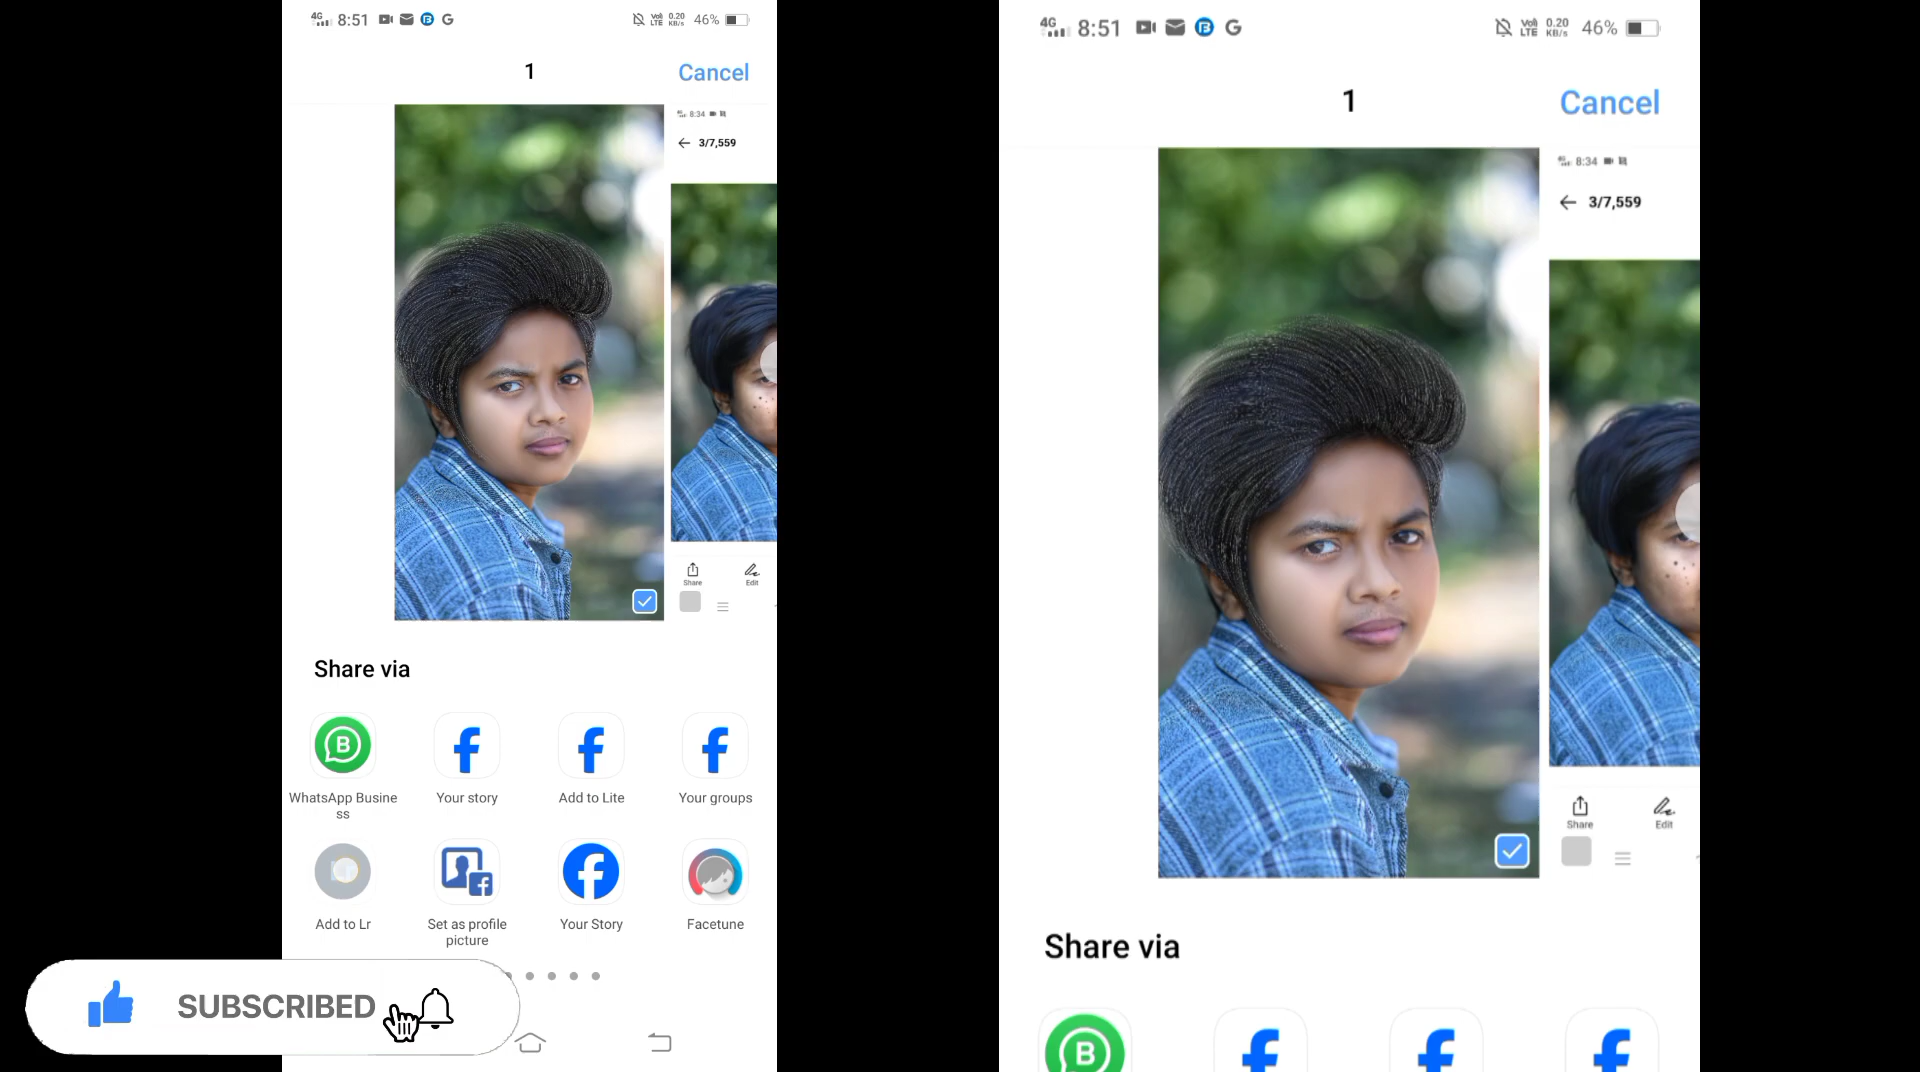 4G 8:51 G VoLTE 0.20 KB/s 46%
1 Cancel
8:34
3/7,559
Share Edit
Share via
B
WhatsApp Busine
ss
Your story
Add to Lite
Your groups
Add to Lr
Set as profile
picture
Your Story
Facetune
SUBSCRIBED
4G 8:51 G VoLTE 0.20 KB/s 46%
1 Cancel
8:34
3/7,559
Share Edit
Share via
B